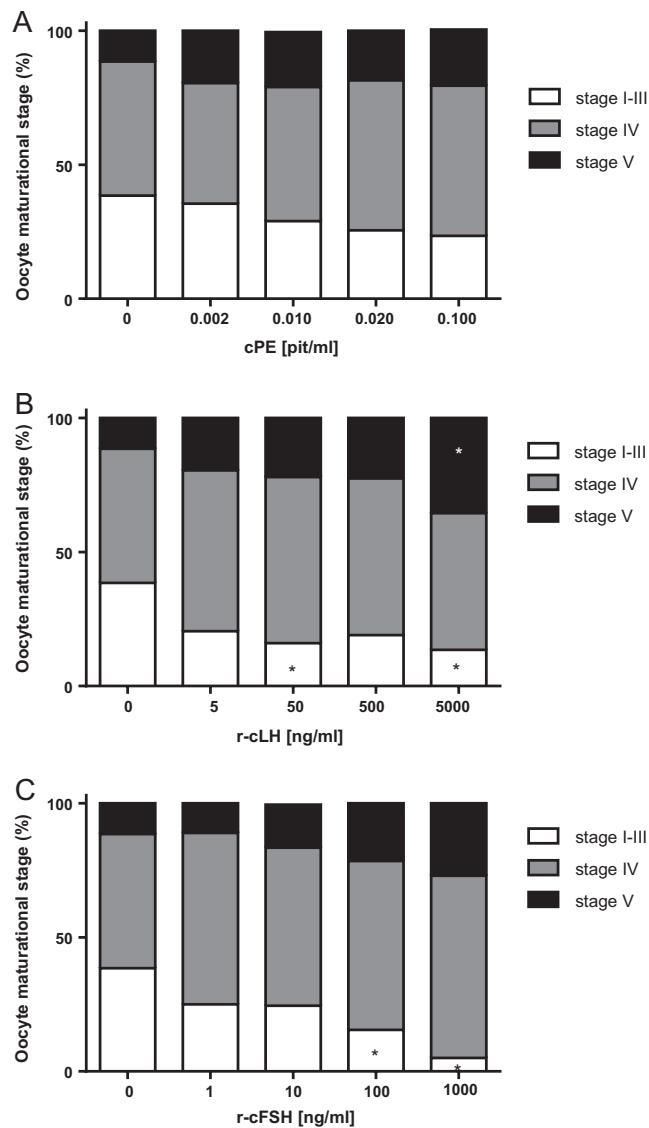 A
Oocyte maturational stage (%)
100
50
0
0 0.002 0.010 0.020 0.100
cPE [pit/ml]
stage I-III
stage IV
stage V
B
Oocyte maturational stage (%)
100
50
0
0 5 50 500 5000
r-cLH [ng/ml]
*
*
*
stage I-III
stage IV
stage V
C
Oocyte maturational stage (%)
100
50
0
0 1 10 100 1000
r-cFSH [ng/ml]
*
*
stage I-III
stage IV
stage V